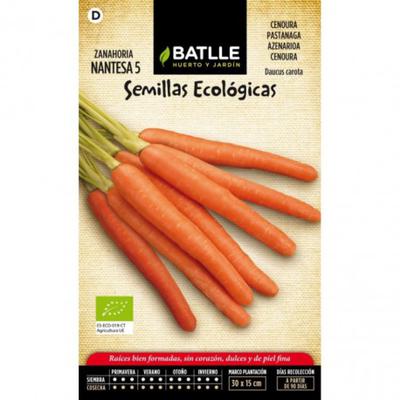 D
ZANAHORIA
NANTESA 5
BATLLE
HUERTO Y JARDÍN
CENOURA
PASTANAGA
AZENARIOA
CENOURA
Daucus carota
Semillas Ecológicas
ES-ECO-019-CT
Agricultura UE
Raíces bien formadas, sin corazón, dulces y de piel fina
PRIMAVERA VERANO OTOÑO INVIERNO MARCO PLANTACIÓN DÍAS RECOLECCIÓN
SIEMBRA
COSECHA
30 x 15 cm
A PARTIR
DE 90 DÍAS